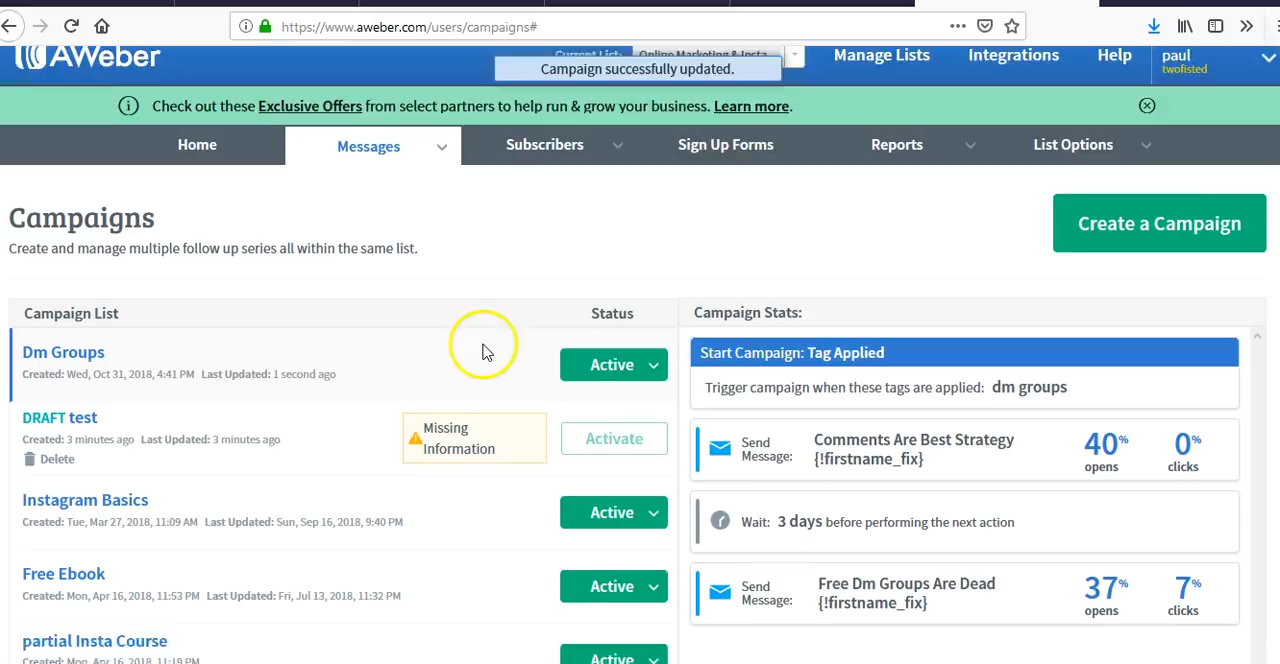 https://www.aweber.com/users/campaigns#
AWeber
Campaign successfully updated.
Manage Lists
Integrations
Help
paul
twofisted
Check out these Exclusive Offers from select partners to help run & grow your business. Learn more.
Home
Messages
Subscribers
Sign Up Forms
Reports
List Options
Campaigns
Create and manage multiple follow up series all within the same list.
Create a Campaign
Campaign List
Status
Campaign Stats:
Dm Groups
Created: Wed, Oct 31, 2018, 4:41 PM Last Updated: 1 second ago
Active
DRAFT test
Created: 3 minutes ago Last Updated: 3 minutes ago
Delete
Missing
Information
Activate
Instagram Basics
Created: Tue, Mar 27, 2018, 11:09 AM Last Updated: Sun, Sep 16, 2018, 9:40 PM
Active
Free Ebook
Created: Mon, Apr 16, 2018, 11:53 PM Last Updated: Fri, Jul 13, 2018, 11:32 PM
Active
partial Insta Course
Created: Mon, Apr 16, 2018, 11:19 PM
Active
Start Campaign: Tag Applied
Trigger campaign when these tags are applied: dm groups
Send
Message:
Comments Are Best Strategy
{!firstname_fix}
40%
opens
0%
clicks
Wait: 3 days before performing the next action
Send
Message:
Free Dm Groups Are Dead
{!firstname_fix}
37%
opens
7%
clicks